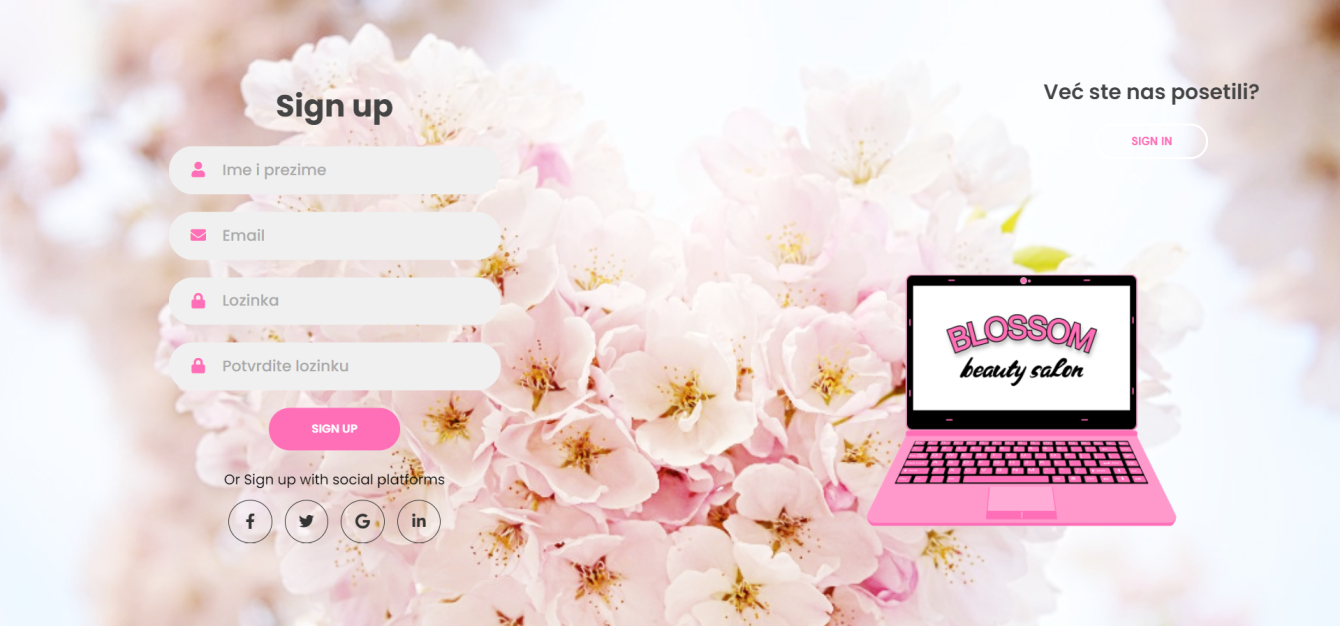 Sign up
Ime i prezime
Email
Lozinka
Potvrdite lozinku
SIGN UP
Or Sign up with social platforms
Već ste nas posetili?
SIGN IN
BLOSSOM
beauty salon